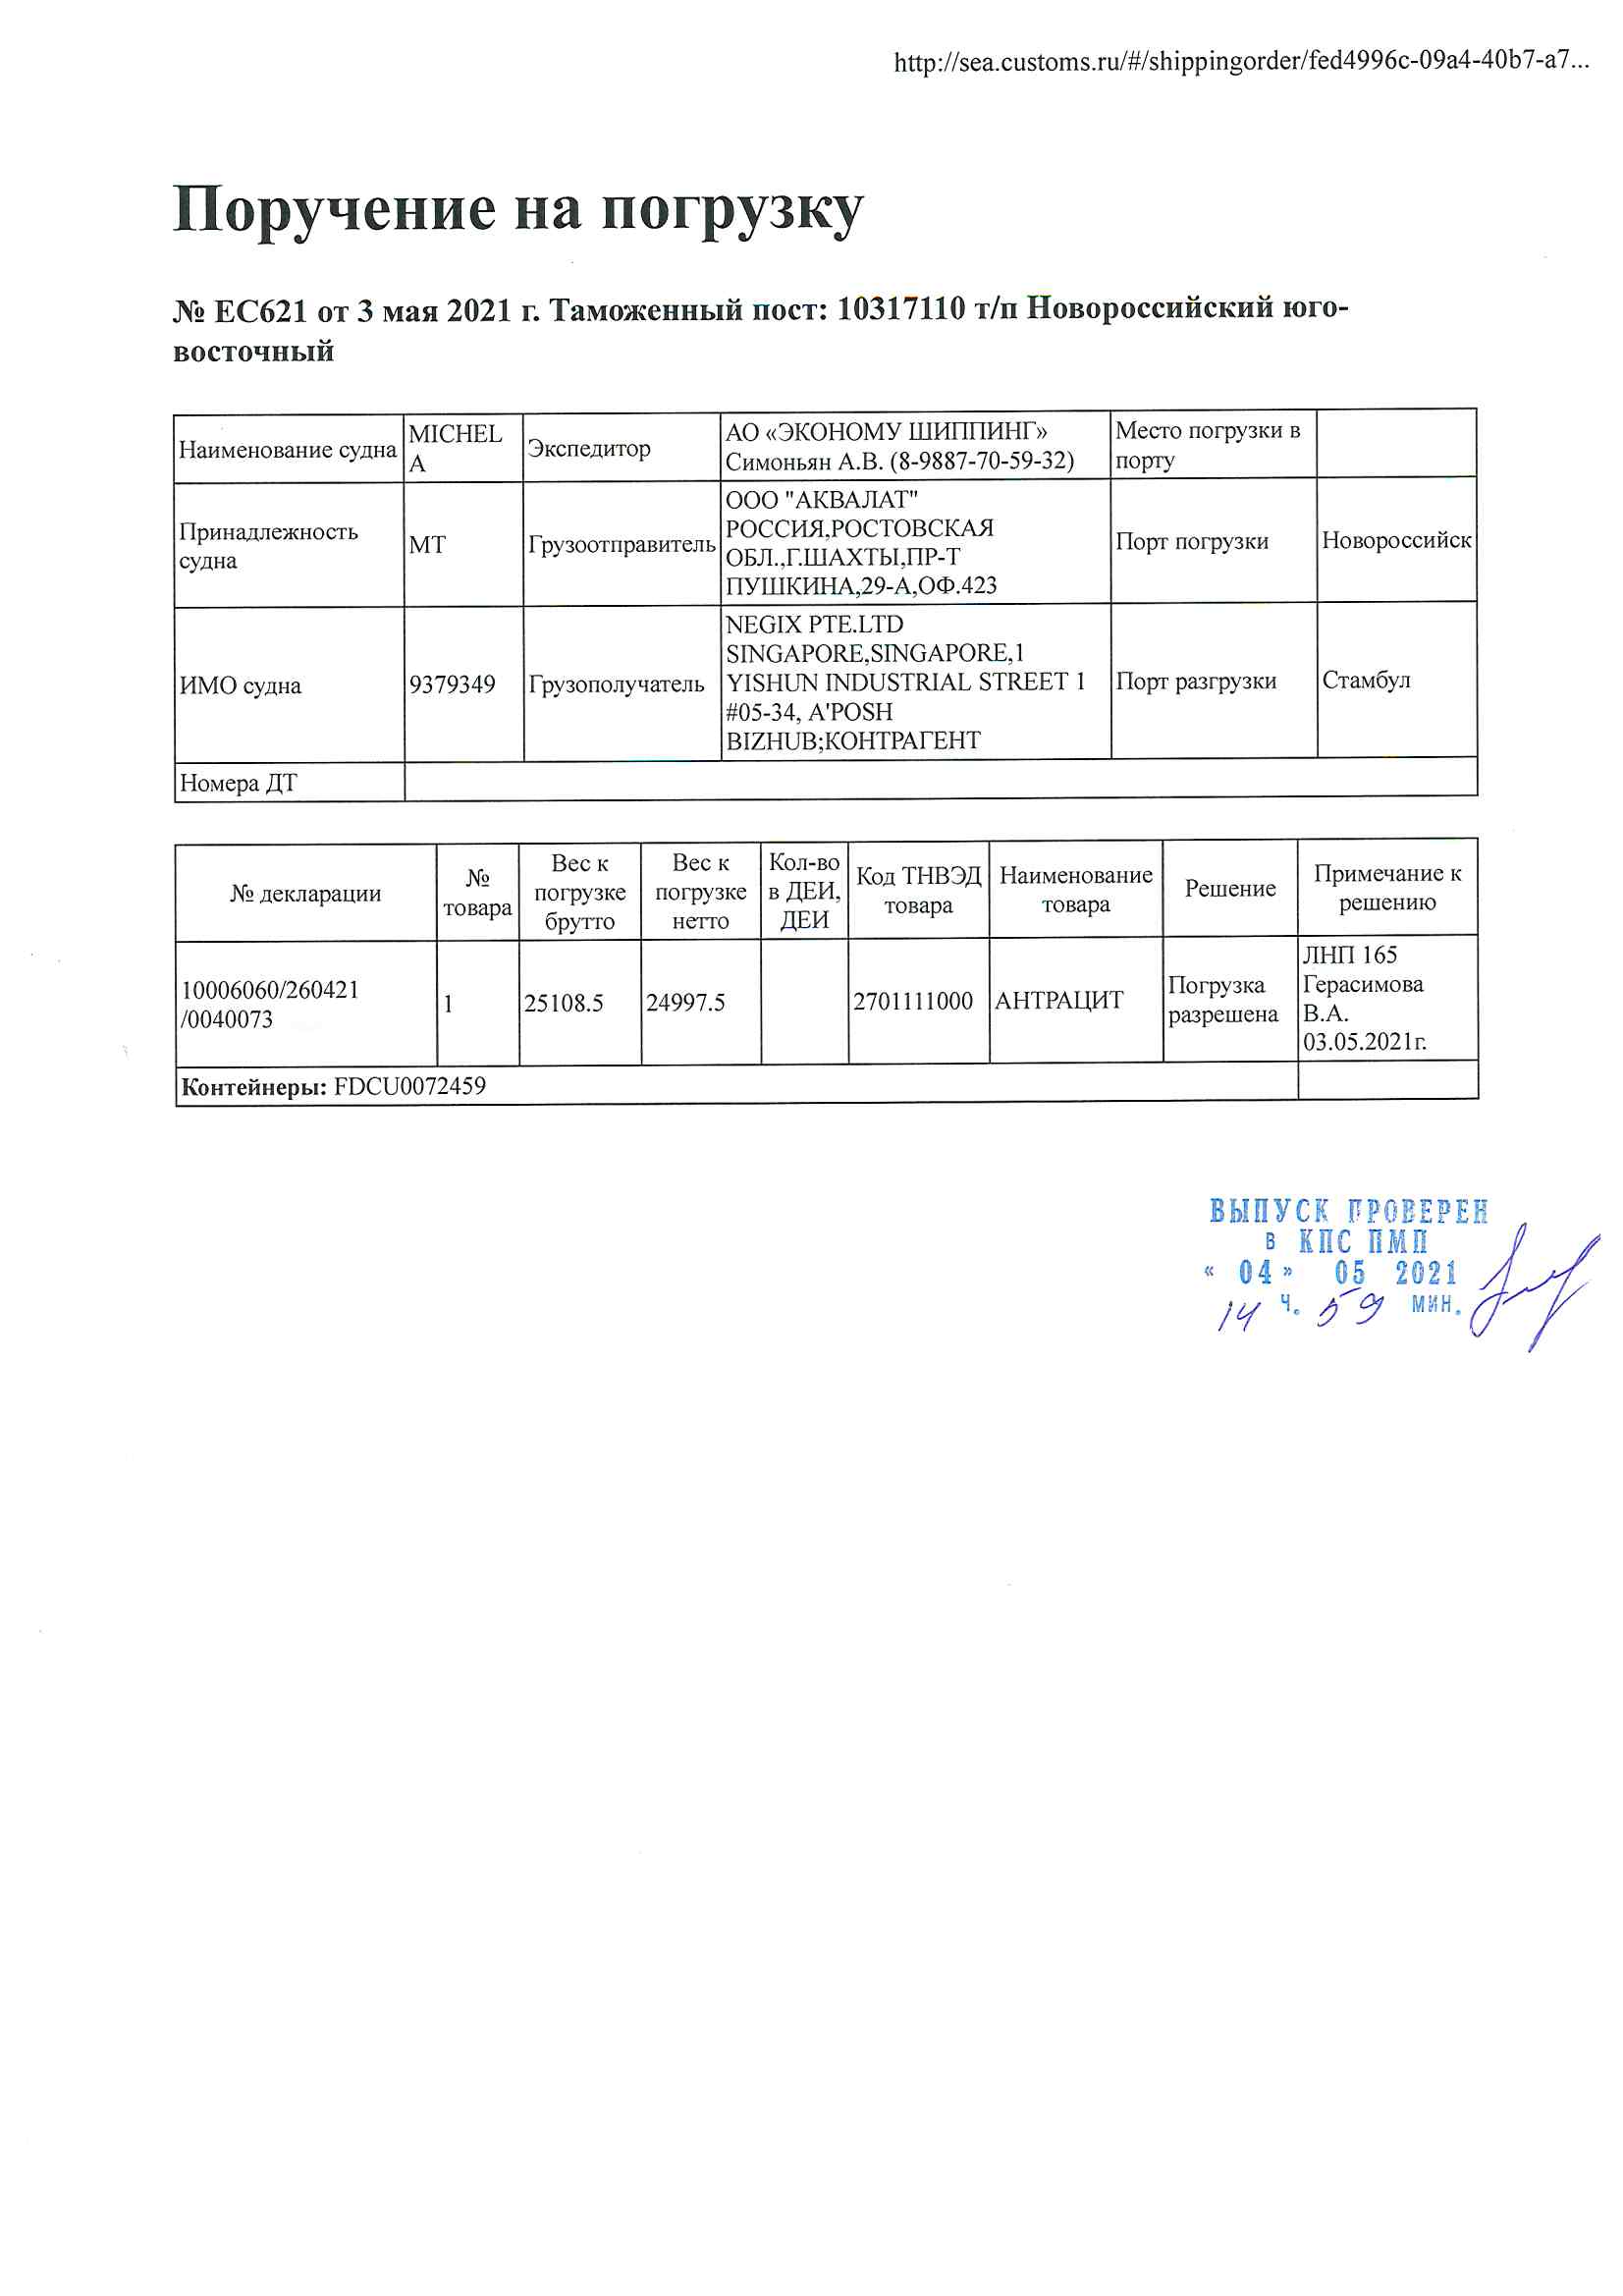 http://sea.customs.ru/#/shippingorder/fed4996c-09a4-40b7-a7...
Поручение на погрузку
№ ЕС621 от 3 мая 2021 г. Таможенный пост: 10317110 т/п Новороссийский юго-
восточный
Наименование судна
MICHEL
A
Экспедитор
АО «ЭКОНОМУ ШИППИНГ»
Симоньян А.В. (8-9887-70-59-32)
Место погрузки в
порту
Принадлежность
судна
MT
Грузоотправитель
ООО "АКВАЛАТ"
РОССИЯ,РОСТОВСКАЯ
ОБЛ.,Г.ШАХТЫ,ПР-Т
ПУШКИНА,29-А,ОФ.423
Порт погрузки
Новороссийск
ИМО судна
9379349
Грузополучатель
NEGIX PTE.LTD
SINGAPORE,SINGAPORE,1
YISHUN INDUSTRIAL STREET 1
#05-34, A'POSH
BIZHUB;КОНТРАГЕНТ
Порт разгрузки
Стамбул
Номера ДТ
№ декларации
№
товара
Вес к
погрузке
брутто
Вес к
погрузке
нетто
Кол-во
в ДЕИ,
ДЕИ
Код ТНВЭД
товара
Наименование
товара
Решение
Примечание к
решению
10006060/260421
/0040073
1
25108.5
24997.5
2701111000
АНТРАЦИТ
Погрузка
разрешена
ЛНП 165
Герасимова
В.А.
03.05.2021г.
Контейнеры: FDCU0072459
ВЫПУСК ПРОВЕРЕН
в КПС ПМП
« 04 » 05 2021
14 ч. 59 мин.